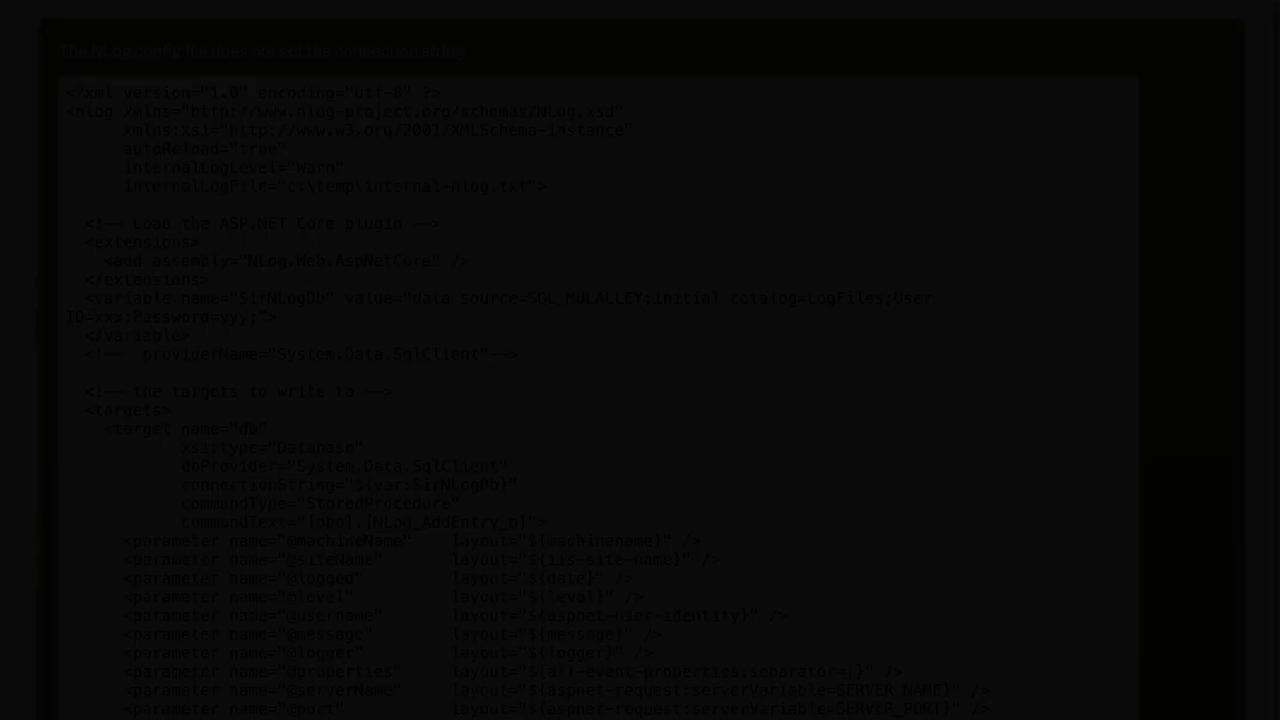 The NLog config file does not set the connection string
<?xml version="1.0" encoding="utf-8" ?>
<nlog xmlns="http://www.nlog-project.org/schemas/NLog.xsd"
xmlns:xsi="http://www.w3.org/2001/XMLSchema-instance"
autoReload="true"
internalLogLevel="Warn"
internalLogFile="c:\temp\internal-nlog.txt">
<!-- Load the ASP.NET Core plugin -->
<extensions>
<add assembly="NLog.Web.AspNetCore" />
</extensions>
<variable name="SirNLogDb" value="data source=SQL_MULALLEY;initial catalog=LogFiles;User
ID=xxx;Password=yyy;">
</variable>
<!--  providerName="System.Data.SqlClient"-->
<!-- the targets to write to -->
<targets>
<target name="db"
xsi:type="Database"
dbProvider="System.Data.SqlClient"
connectionString="${var:SirNLogDb}"
commandType="StoredProcedure"
commandText="[dbo].[NLog_AddEntry_p]">
<parameter name="@machineName"    layout="${machinename}" />
<parameter name="@siteName"       layout="${iis-site-name}" />
<parameter name="@logged"         layout="${date}" />
<parameter name="@level"          layout="${level}" />
<parameter name="@username"       layout="${aspnet-user-identity}" />
<parameter name="@message"        layout="${message}" />
<parameter name="@logger"         layout="${logger}" />
<parameter name="@properties"     layout="${all-event-properties:separator=|}" />
<parameter name="@serverName"     layout="${aspnet-request:serverVariable=SERVER_NAME}" />
<parameter name="@port"           layout="${aspnet-request:serverVariable=SERVER_PORT}" />